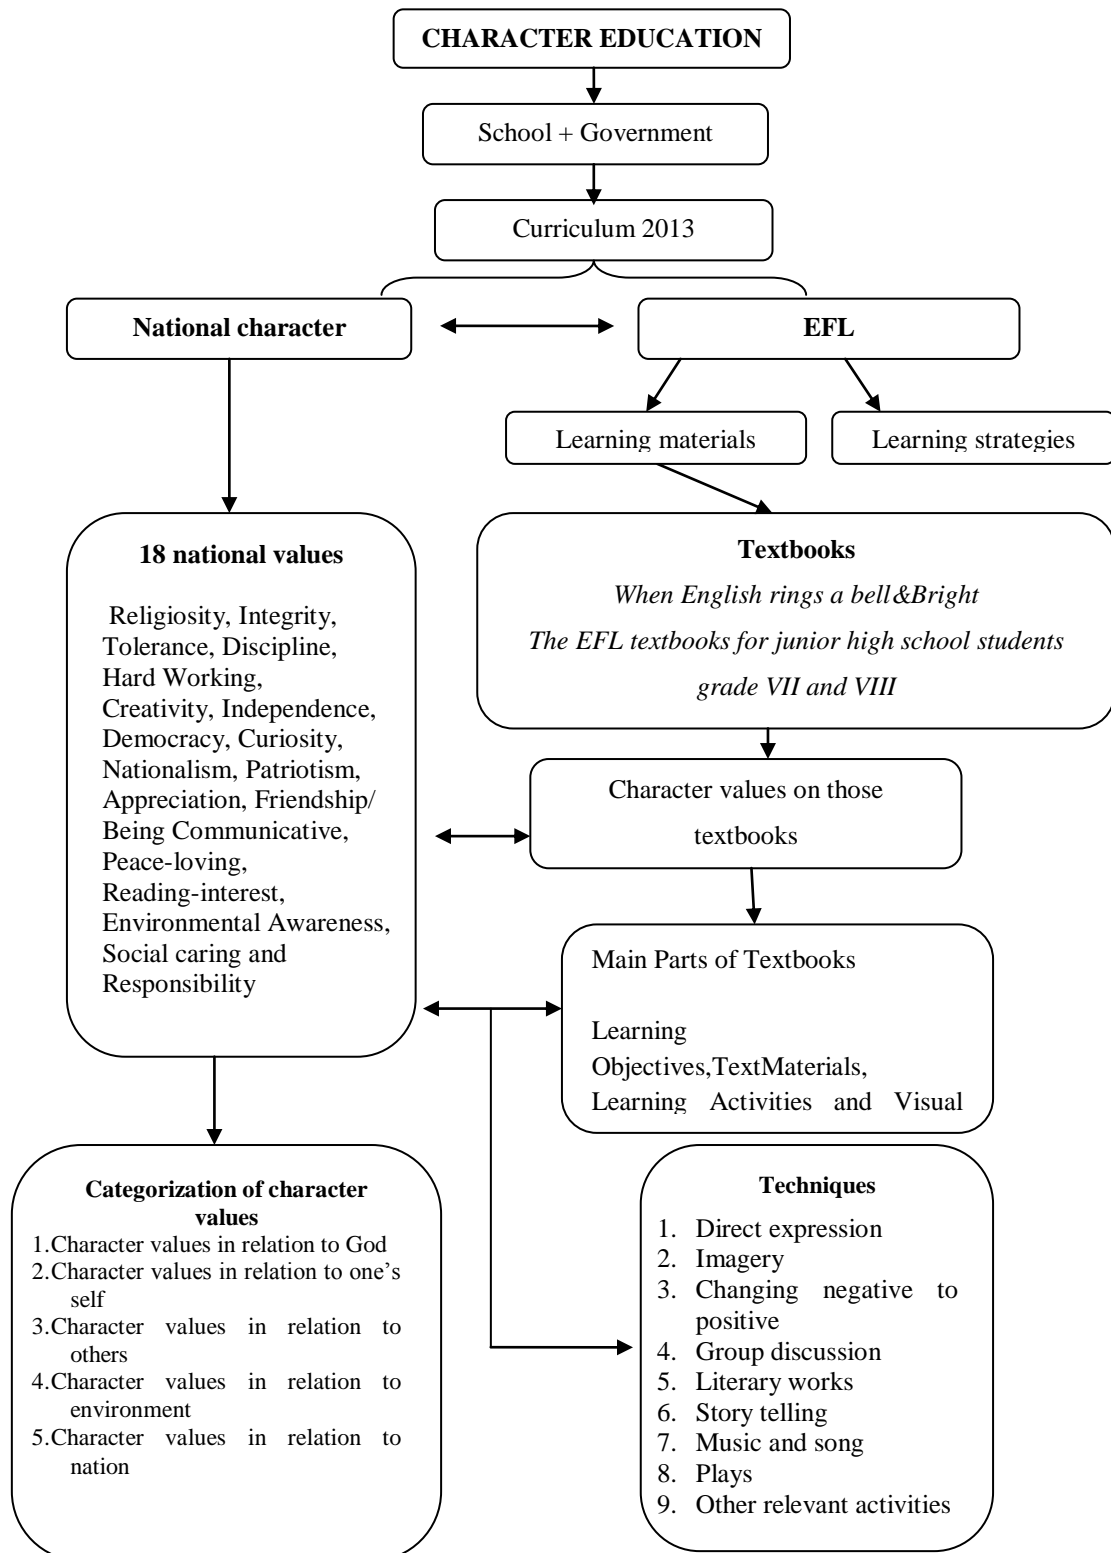 CHARACTER EDUCATION
School + Government
Curriculum 2013
National character
EFL
Learning materials
Learning strategies
18 national values
Religiosity, Integrity,
Tolerance, Discipline,
Hard Working,
Creativity, Independence,
Democracy, Curiosity,
Nationalism, Patriotism,
Appreciation, Friendship/
Being Communicative,
Peace-loving,
Reading-interest,
Environmental Awareness,
Social caring and
Responsibility
Textbooks
When English rings a bell&Bright
The EFL textbooks for junior high school students
grade VII and VIII
Character values on those
textbooks
Main Parts of Textbooks
Learning
Objectives,TextMaterials,
Learning Activities and Visual
Categorization of character
values
1.Character values in relation to God
2.Character values in relation to one's
self
3.Character values in relation to
others
4.Character values in relation to
environment
5.Character values in relation to
nation
Techniques
1. Direct expression
2. Imagery
3. Changing negative to
positive
4. Group discussion
5. Literary works
6. Story telling
7. Music and song
8. Plays
9. Other relevant activities